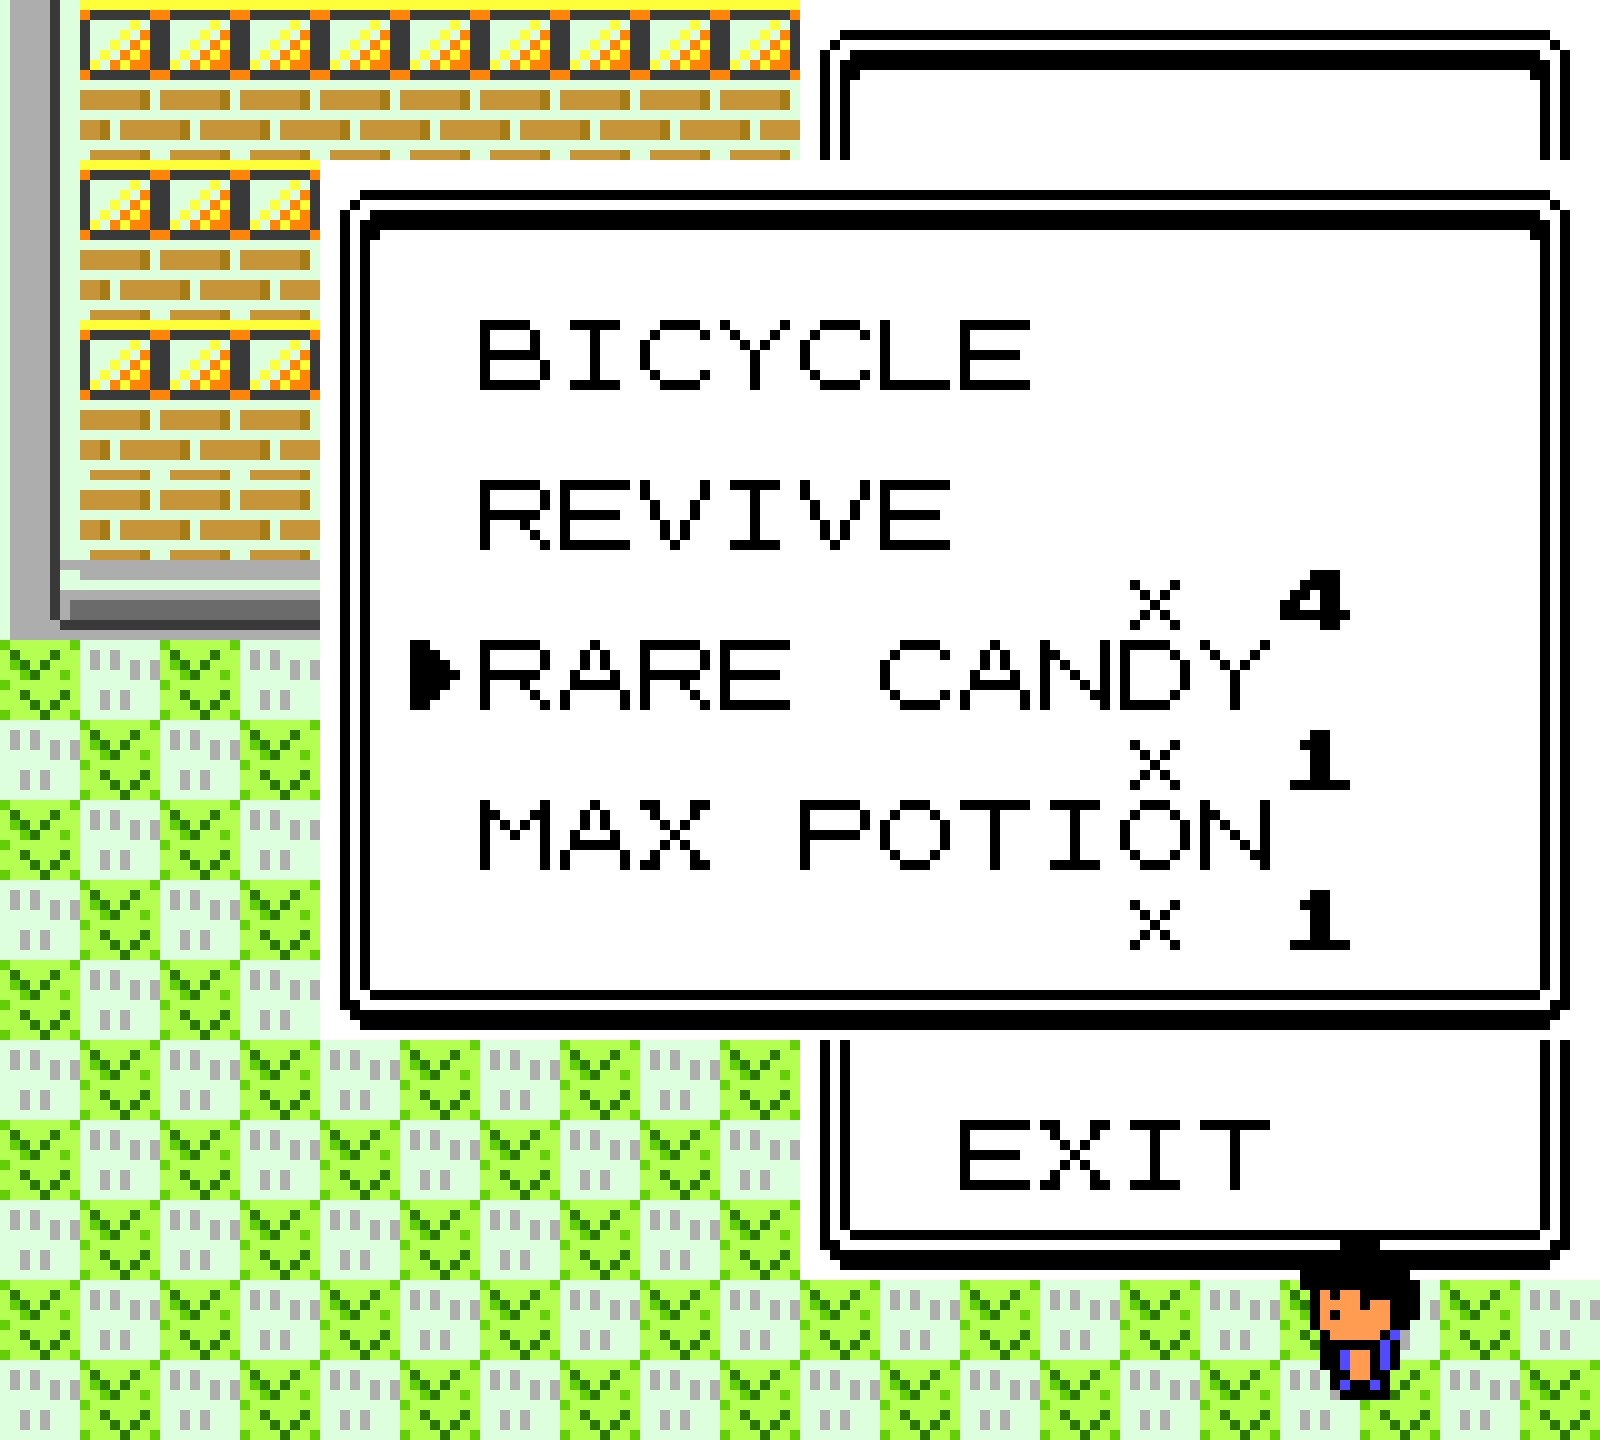 BICYCLE
REVIVE
× 4
▶RARE CANDY
× 1
MAX POTION
× 1
EXIT